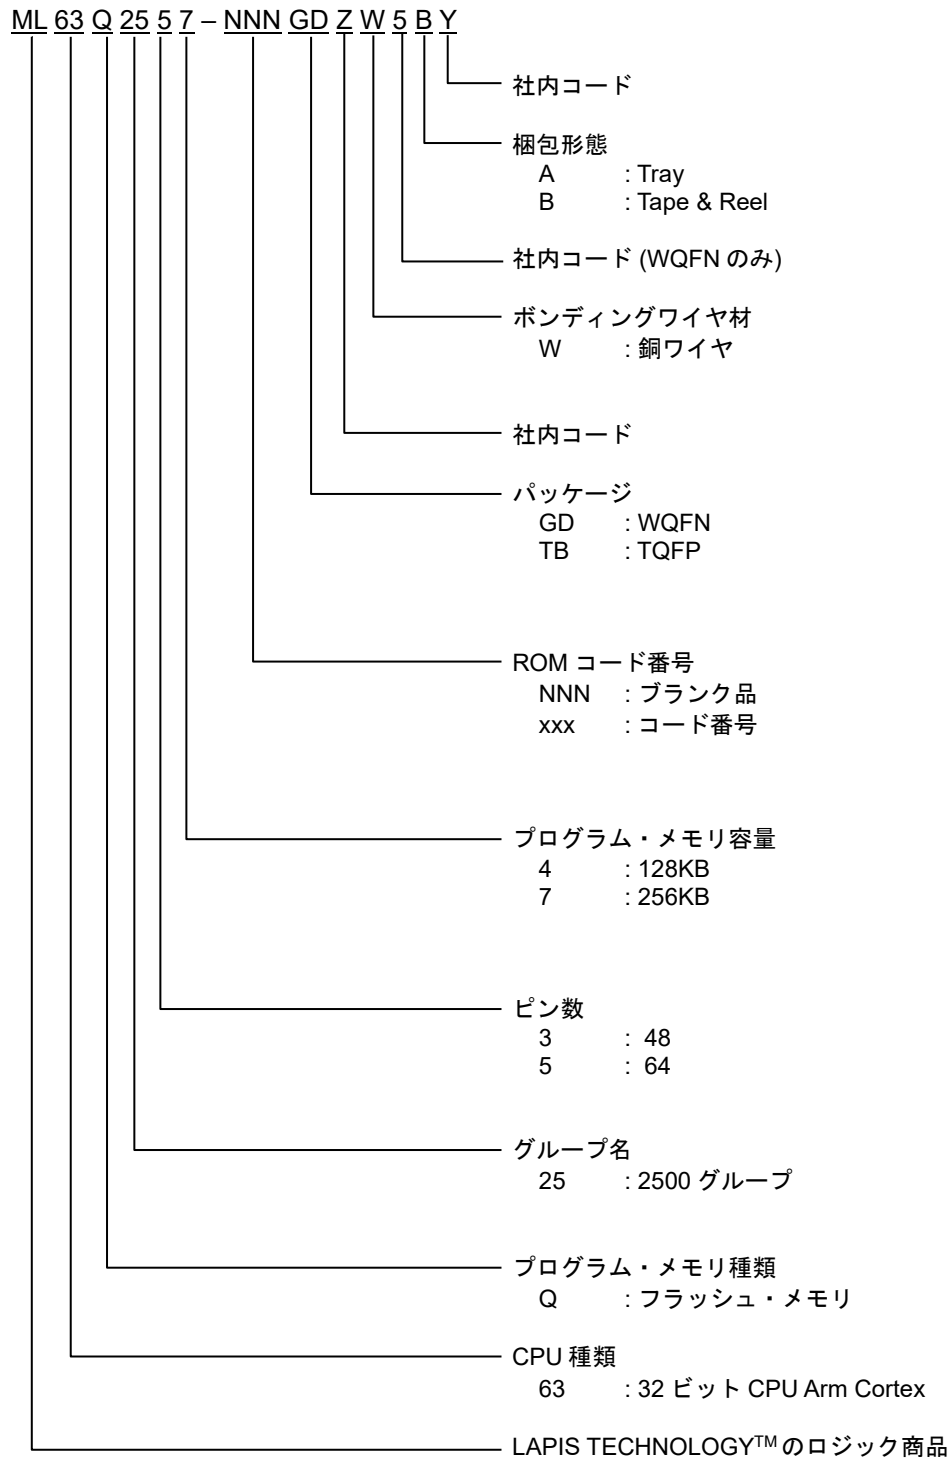 ML 63 Q 25 5 7 – NNN GD Z W 5 B Y
社内コード
梱包形態
A : Tray
B : Tape & Reel
社内コード (WQFN のみ)
ボンディングワイヤ材
W : 銅ワイヤ
社内コード
パッケージ
GD : WQFN
TB : TQFP
ROM コード番号
NNN : ブランク品
xxx : コード番号
プログラム・メモリ容量
4 : 128KB
7 : 256KB
ピン数
3 : 48
5 : 64
グループ名
25 : 2500 グループ
プログラム・メモリ種類
Q : フラッシュ・メモリ
CPU 種類
63 : 32 ビット CPU Arm Cortex
LAPIS TECHNOLOGY™ のロジック商品